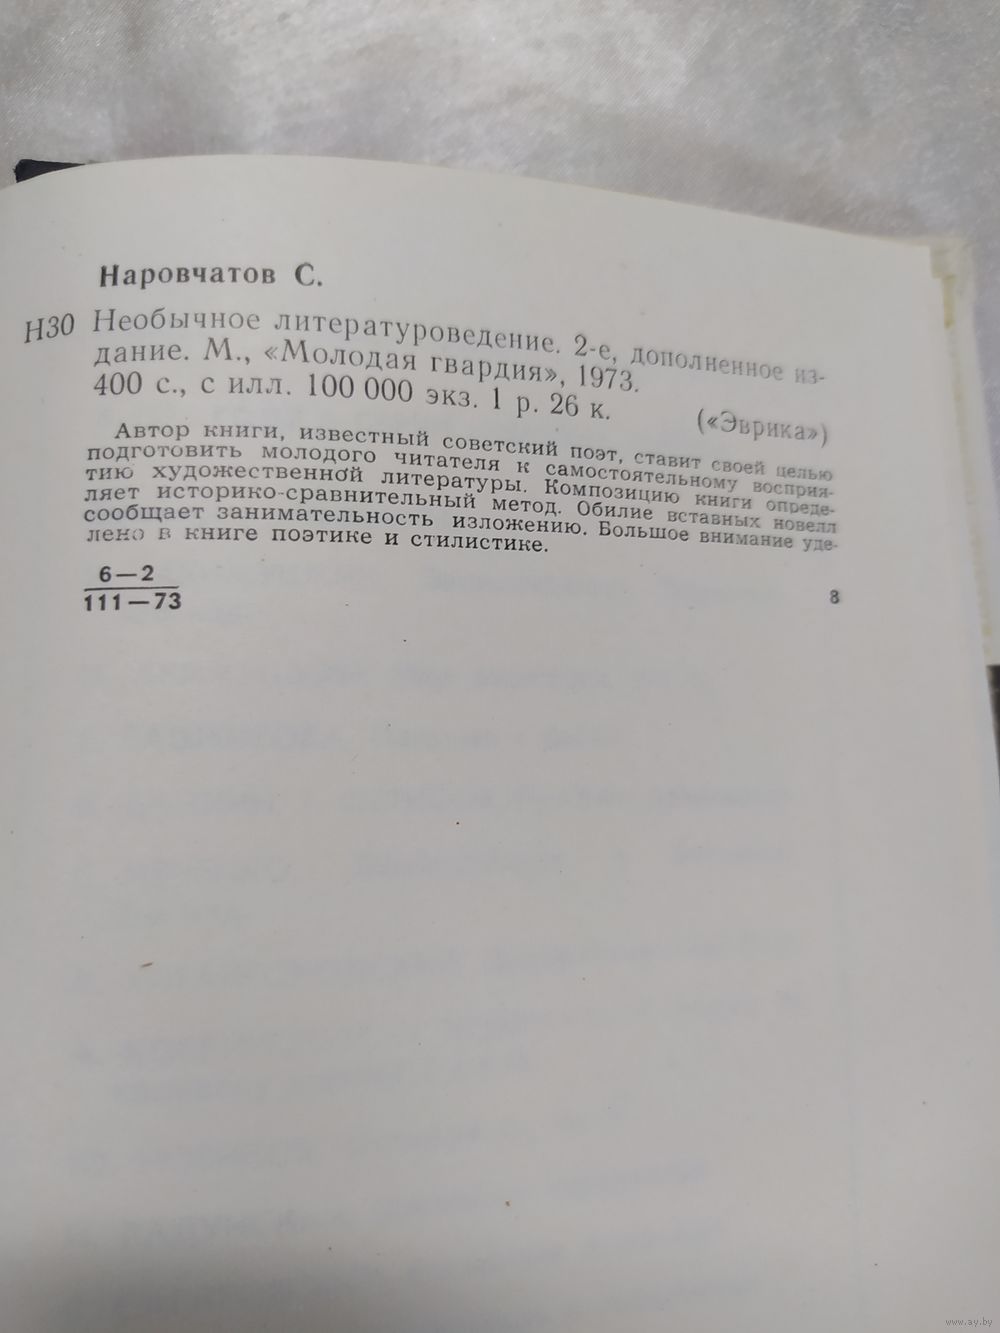 Наровчатов С.
Н30 Необычное литературоведение. 2-е, дополненное из-
дание. М., «Молодая гвардия», 1973.
400 с., с илл. 100 000 экз. 1 р. 26 к.
(«Эврика»)
Автор книги, известный советский поэт, ставит своей целью
подготовить молодого читателя к самостоятельному восприя-
тию художественной литературы. Композицию книги опреде-
ляет историко-сравнительный метод. Обилие вставных новелл
сообщает занимательность изложению. Большое внимание уде-
лено в книге поэтике и стилистике.
6—2
111—73
8
www.ay.by